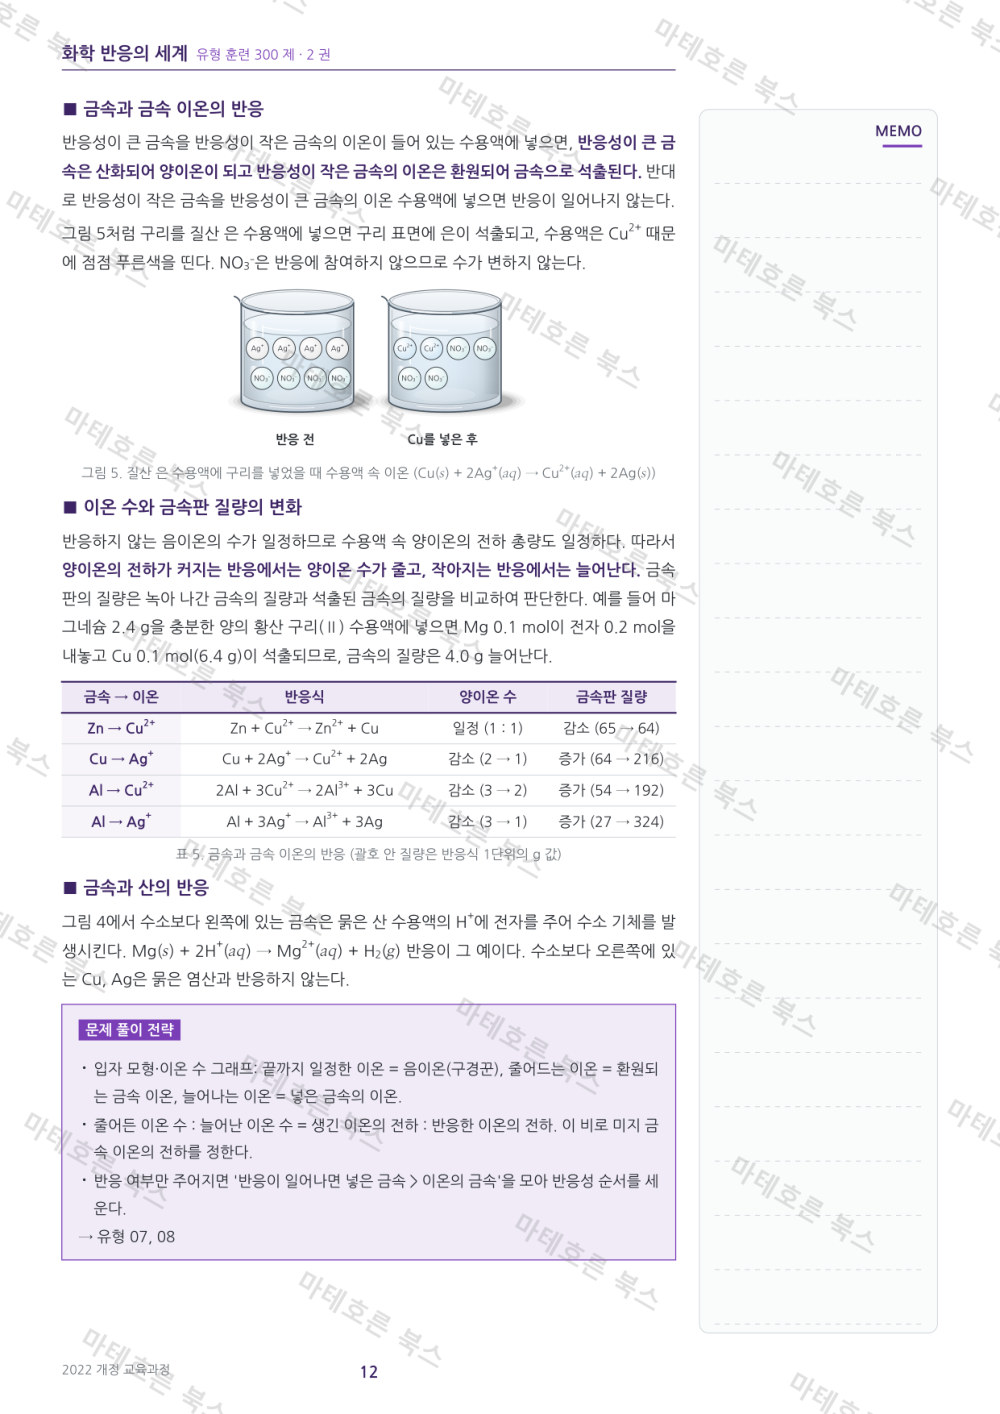 화학 반응의 세계 유형 훈련 300 제 · 2 권
■ 금속과 금속 이온의 반응
반응성이 큰 금속을 반응성이 작은 금속의 이온이 들어 있는 수용액에 넣으면, 반응성이 큰 금
속은 산화되어 양이온이 되고 반응성이 작은 금속의 이온은 환원되어 금속으로 석출된다. 반대
로 반응성이 작은 금속을 반응성이 큰 금속의 이온 수용액에 넣으면 반응이 일어나지 않는다.
그림 5처럼 구리를 질산 은 수용액에 넣으면 구리 표면에 은이 석출되고, 수용액은 Cu²⁺ 때문
에 점점 푸른색을 띤다. NO₃⁻은 반응에 참여하지 않으므로 수가 변하지 않는다.
Ag⁺ Ag⁺ Ag⁺ Ag⁺
NO₃⁻ NO₃⁻ NO₃⁻ NO₃⁻
반응 전
Cu²⁺ Cu²⁺ NO₃⁻ NO₃⁻
NO₃⁻ NO₃⁻
Cu를 넣은 후
그림 5. 질산 은 수용액에 구리를 넣었을 때 수용액 속 이온 (Cu(s) + 2Ag⁺(aq) → Cu²⁺(aq) + 2Ag(s))
■ 이온 수와 금속판 질량의 변화
반응하지 않는 음이온의 수가 일정하므로 수용액 속 양이온의 전하 총량도 일정하다. 따라서
양이온의 전하가 커지는 반응에서는 양이온 수가 줄고, 작아지는 반응에서는 늘어난다. 금속
판의 질량은 녹아 나간 금속의 질량과 석출된 금속의 질량을 비교하여 판단한다. 예를 들어 마
그네슘 2.4 g을 충분한 양의 황산 구리(Ⅱ) 수용액에 넣으면 Mg 0.1 mol이 전자 0.2 mol을
내놓고 Cu 0.1 mol(6.4 g)이 석출되므로, 금속의 질량은 4.0 g 늘어난다.
금속 → 이온 반응식 양이온 수 금속판 질량
Zn → Cu²⁺ Zn + Cu²⁺ → Zn²⁺ + Cu 일정 (1 : 1) 감소 (65 → 64)
Cu → Ag⁺ Cu + 2Ag⁺ → Cu²⁺ + 2Ag 감소 (2 → 1) 증가 (64 → 216)
Al → Cu²⁺ 2Al + 3Cu²⁺ → 2Al³⁺ + 3Cu 감소 (3 → 2) 증가 (54 → 192)
Al → Ag⁺ Al + 3Ag⁺ → Al³⁺ + 3Ag 감소 (3 → 1) 증가 (27 → 324)
표 5. 금속과 금속 이온의 반응 (괄호 안 질량은 반응식 1단위의 g 값)
■ 금속과 산의 반응
그림 4에서 수소보다 왼쪽에 있는 금속은 묽은 산 수용액의 H⁺에 전자를 주어 수소 기체를 발
생시킨다. Mg(s) + 2H⁺(aq) → Mg²⁺(aq) + H₂(g) 반응이 그 예이다. 수소보다 오른쪽에 있
는 Cu, Ag은 묽은 염산과 반응하지 않는다.
문제 풀이 전략
· 입자 모형·이온 수 그래프: 끝까지 일정한 이온 = 음이온(구경꾼), 줄어드는 이온 = 환원되
는 금속 이온, 늘어나는 이온 = 넣은 금속의 이온.
· 줄어든 이온 수 : 늘어난 이온 수 = 생긴 이온의 전하 : 반응한 이온의 전하. 이 비로 미지 금
속 이온의 전하를 정한다.
· 반응 여부만 주어지면 '반응이 일어나면 넣은 금속 > 이온의 금속'을 모아 반응성 순서를 세
운다.
→ 유형 07, 08
MEMO
2022 개정 교육과정
12
마테호른 북스